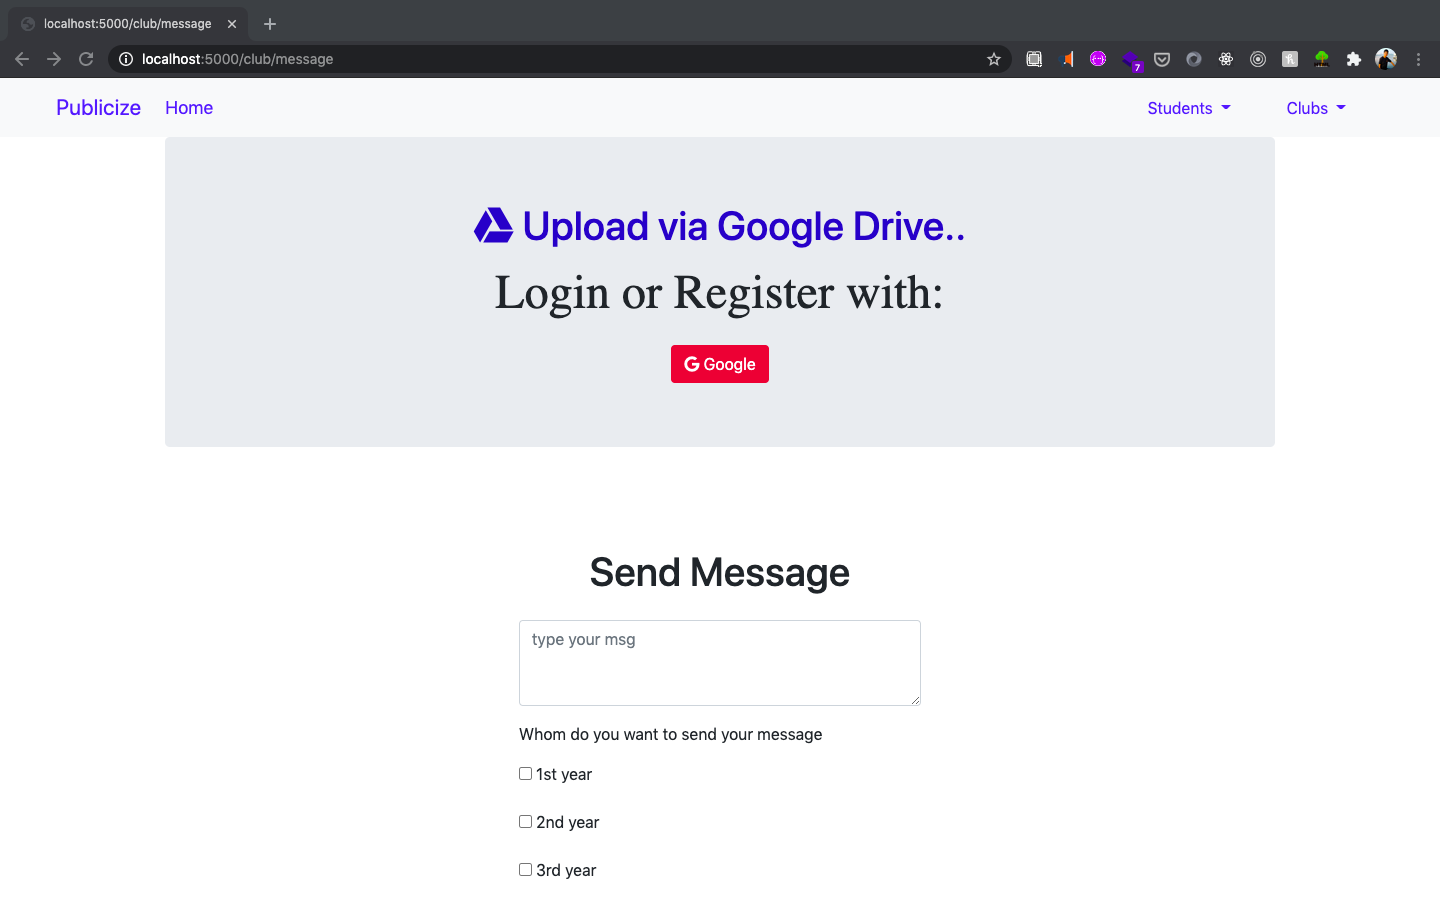 localhost:5000/club/message
localhost:5000/club/message
7
Publicize Home Students Clubs
Upload via Google Drive..
Login or Register with:
G Google
Send Message
type your msg
Whom do you want to send your message
1st year
2nd year
3rd year